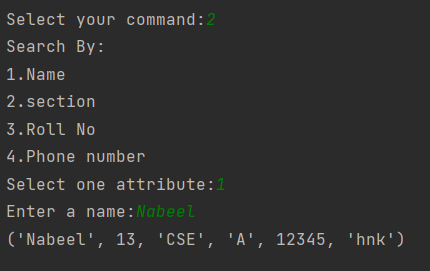 Select your command:2
Search By:
1.Name
2.section
3.Roll No
4.Phone number
Select one attribute:1
Enter a name:Nabeel
('Nabeel', 13, 'CSE', 'A', 12345, 'hnk')